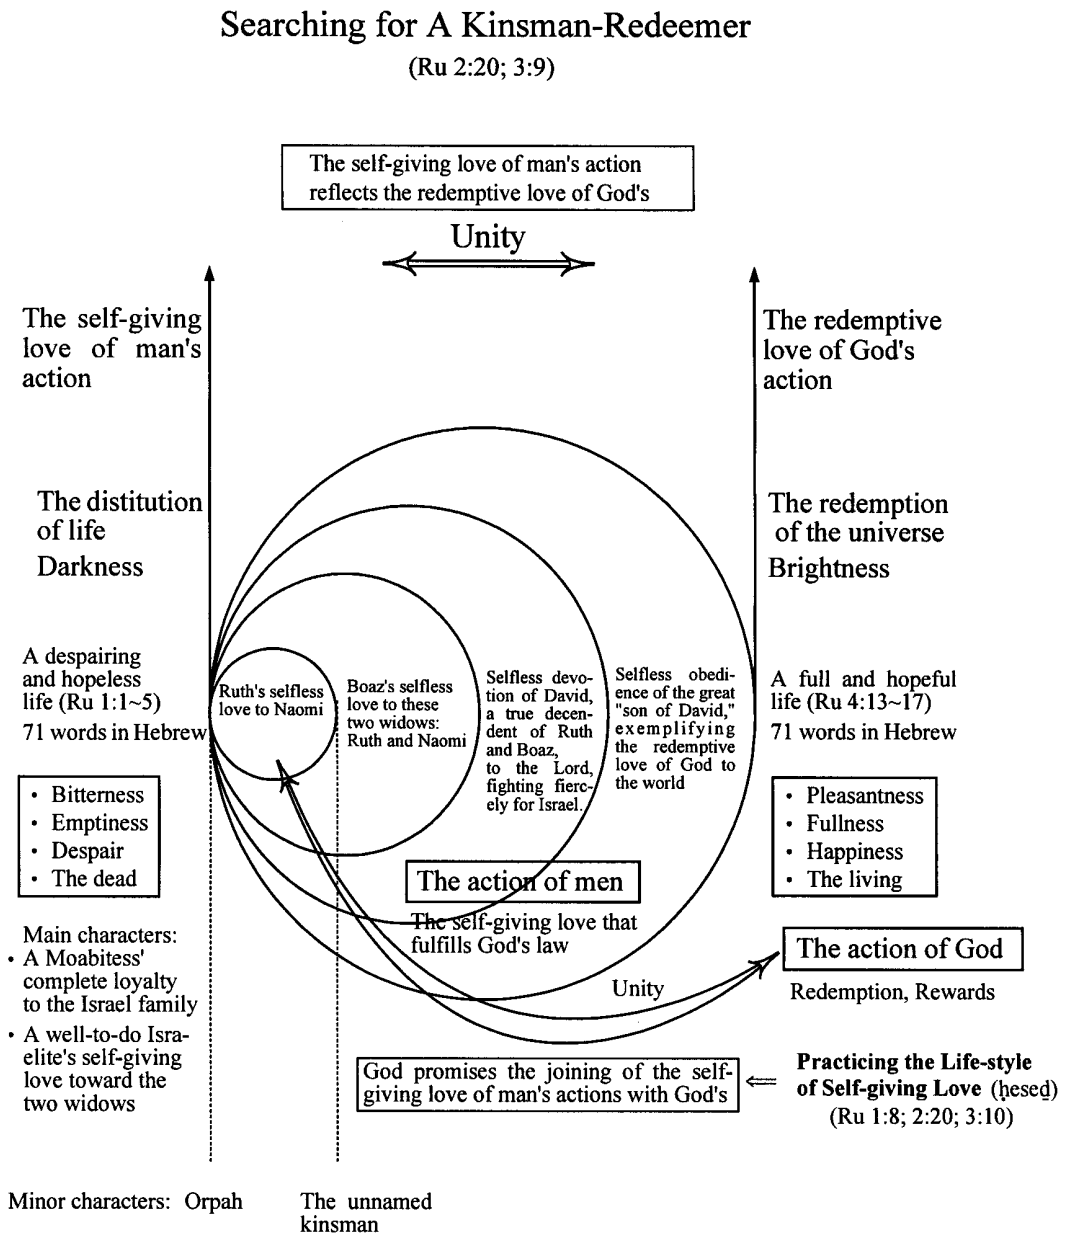 Searching for A Kinsman-Redeemer
(Ru 2:20; 3:9)
The self-giving love of man's action
reflects the redemptive love of God's
Unity
The self-giving
love of man's
action
The redemptive
love of God's
action
The distitution
of life
Darkness
The redemption
of the universe
Brightness
A despairing
and hopeless
life (Ru 1:1~5)
71 words in Hebrew
Ruth's selfless
love to Naomi
Boaz's selfless
love to these
two widows:
Ruth and Naomi
Selfless devo-
tion of David,
a true decen-
dent of Ruth
and Boaz,
to the Lord,
fighting fierc-
ely for Israel.
Selfless obedi-
ence of the great
"son of David,"
exemplifying
the redemptive
love of God to
the world
A full and hopeful
life (Ru 4:13~17)
71 words in Hebrew
• Bitterness
• Emptiness
• Despair
• The dead
• Pleasantness
• Fullness
• Happiness
• The living
The action of men
The self-giving love that
fulfills God's law
Main characters:
• A Moabitess'
complete loyalty
to the Israel family
• A well-to-do Isra-
elite's self-giving
love toward the
two widows
The action of God
Redemption, Rewards
Unity
God promises the joining of the self-
giving love of man's actions with God's
Practicing the Life-style
of Self-giving Love (ḥeseḏ)
(Ru 1:8; 2:20; 3:10)
Minor characters: Orpah
The unnamed
kinsman